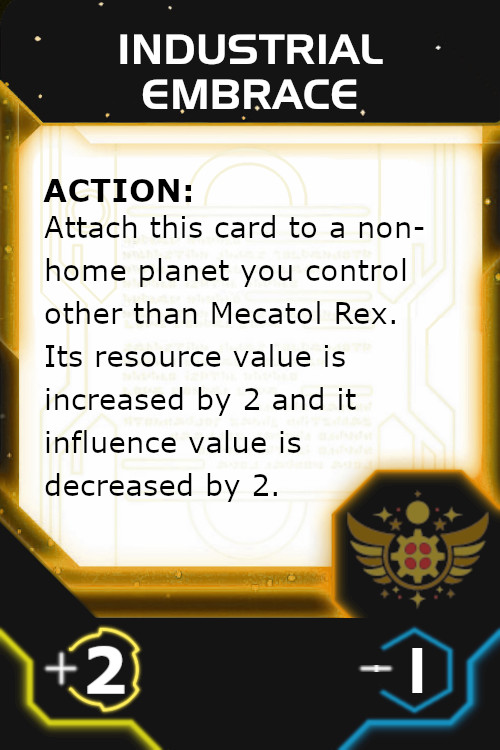 INDUSTRIAL
EMBRACE
ACTION:
Attach this card to a non-
home planet you control
other than Mecatol Rex.
Its resource value is
increased by 2 and it
influence value is
decreased by 2.
+2
-1